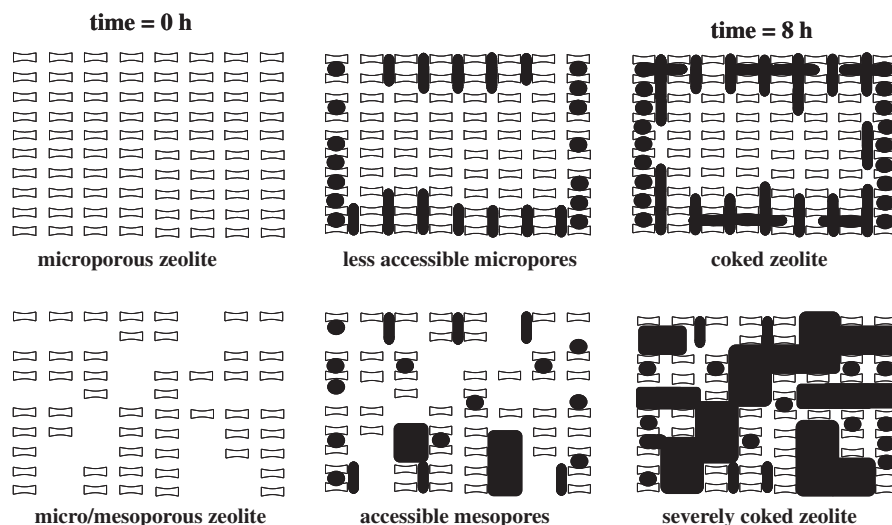 time = 0 h
time = 8 h
microporous zeolite
less accessible micropores
coked zeolite
micro/mesoporous zeolite
accessible mesopores
severely coked zeolite